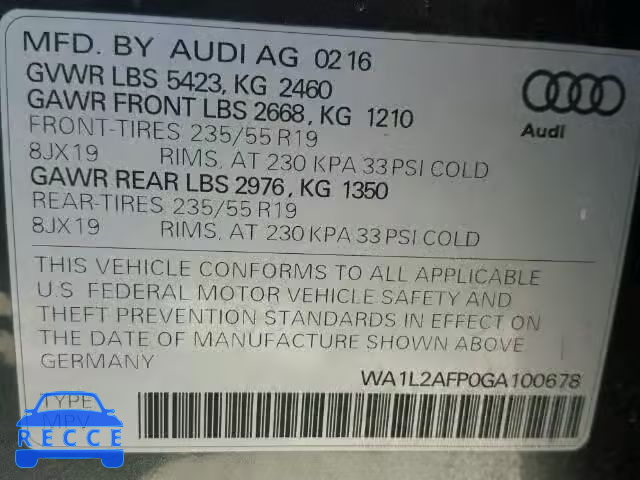 MFD. BY AUDI AG 0216
GVWR LBS 5423, KG 2460
GAWR FRONT LBS 2668, KG 1210
FRONT-TIRES 235/55 R19
8JX19 RIMS, AT 230 KPA 33 PSI COLD
GAWR REAR LBS 2976, KG 1350
REAR-TIRES 235/55 R19
8JX19 RIMS, AT 230 KPA 33 PSI COLD
Audi
THIS VEHICLE CONFORMS TO ALL APPLICABLE
U.S. FEDERAL MOTOR VEHICLE SAFETY AND
THEFT PREVENTION STANDARDS IN EFFECT ON
THE DATE OF MANUFACTURE SHOWN ABOVE
GERMANY
WA1L2AFP0GA100678
TYPE
MPV
RECCE